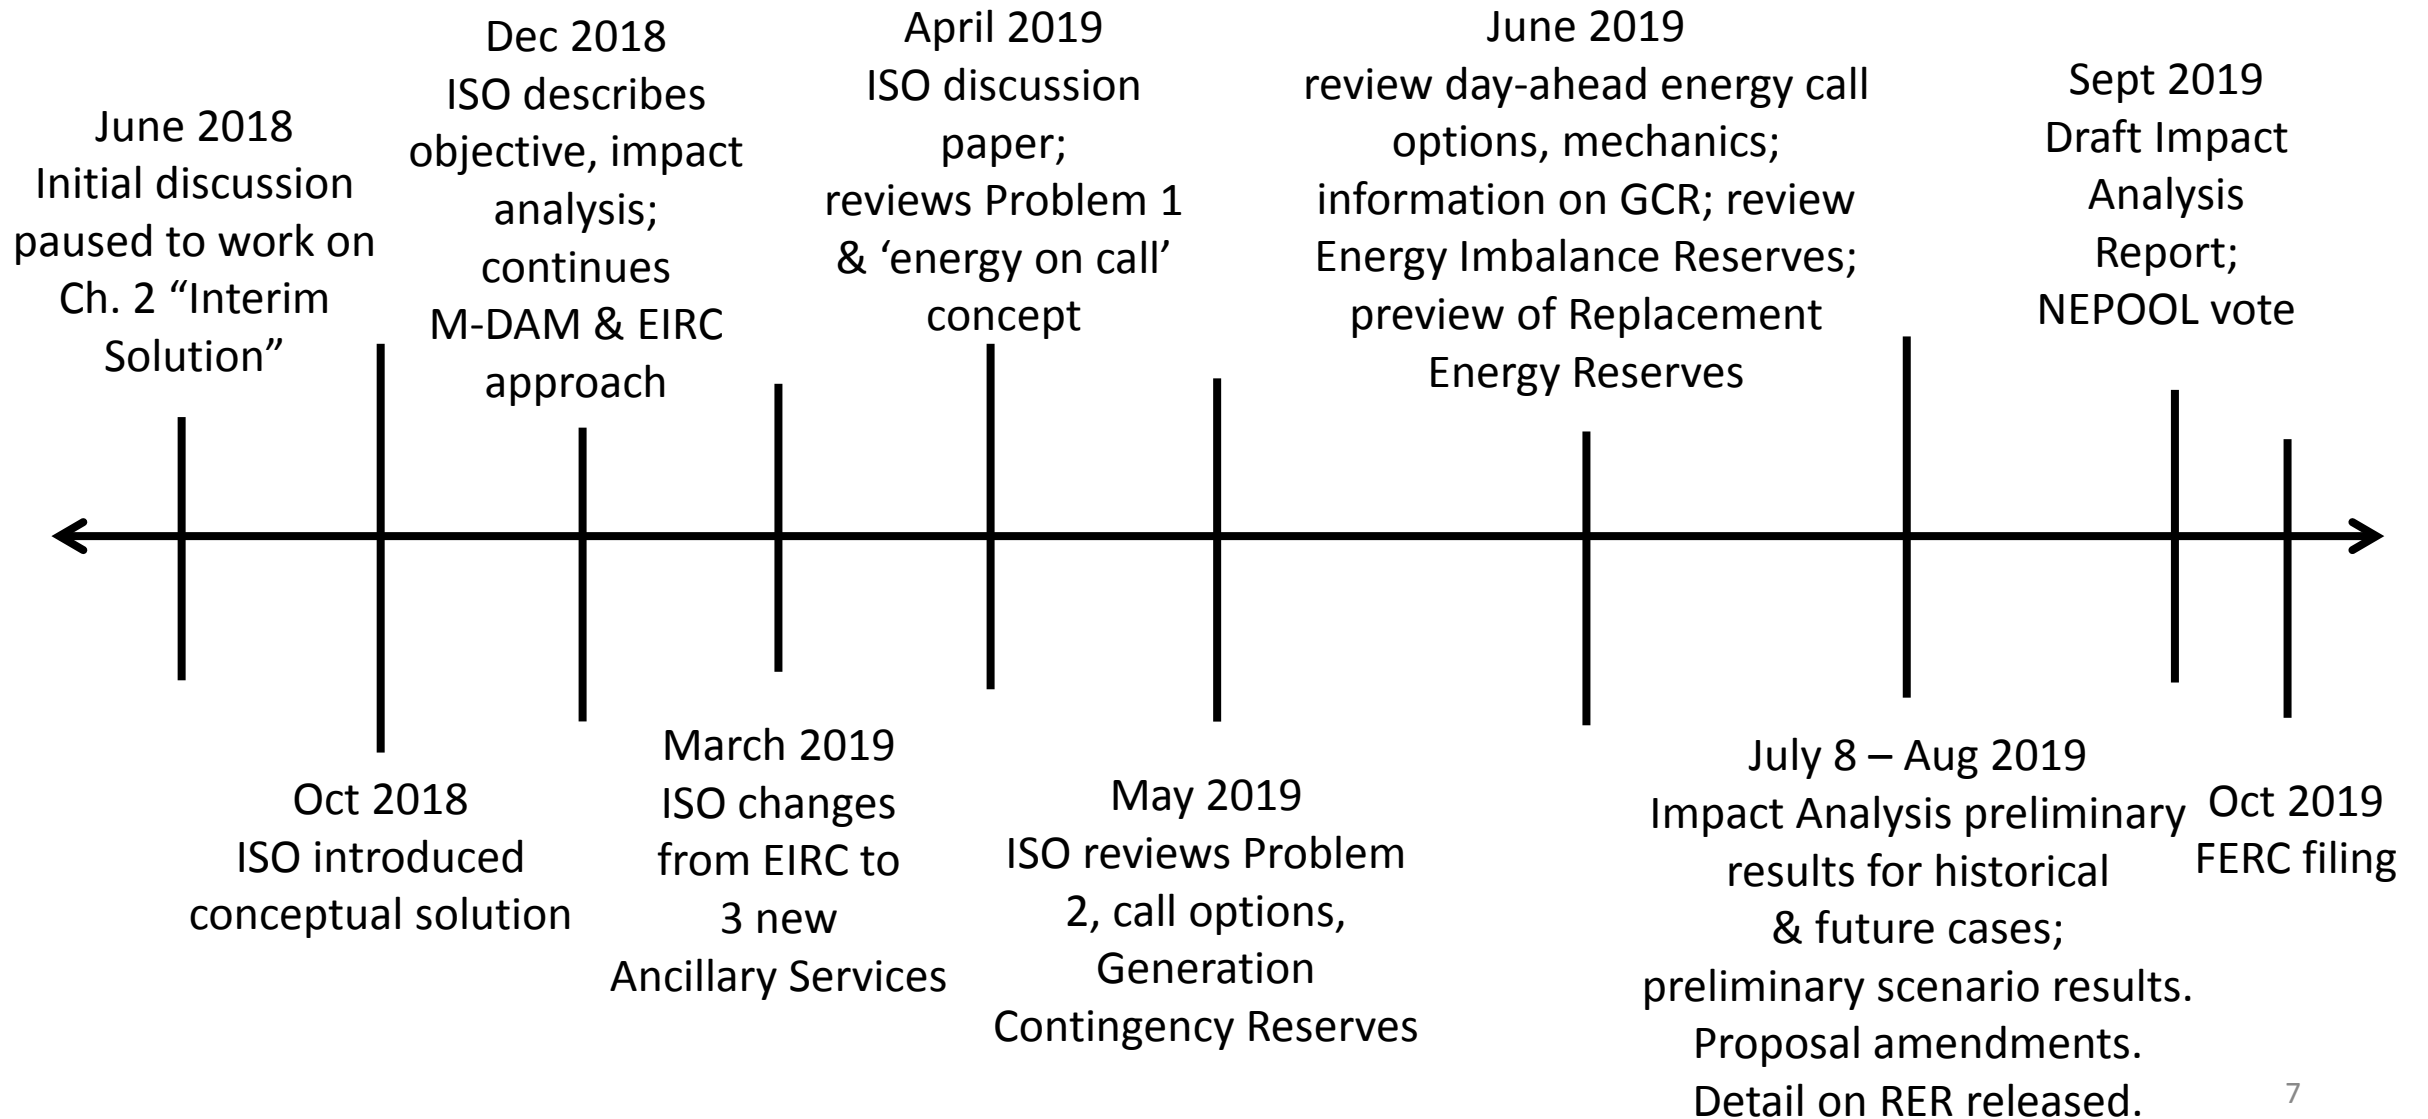 June 2018
Initial discussion
paused to work on
Ch. 2 “Interim
Solution”
Oct 2018
ISO introduced
conceptual solution
Dec 2018
ISO describes
objective, impact
analysis;
continues
M-DAM & EIRC
approach
March 2019
ISO changes
from EIRC to
3 new
Ancillary Services
April 2019
ISO discussion
paper;
reviews Problem 1
& ‘energy on call’
concept
May 2019
ISO reviews Problem
2, call options,
Generation
Contingency Reserves
June 2019
review day-ahead energy call
options, mechanics;
information on GCR; review
Energy Imbalance Reserves;
preview of Replacement
Energy Reserves
July 8 – Aug 2019
Impact Analysis preliminary
results for historical
& future cases;
preliminary scenario results.
Proposal amendments.
Detail on RER released.
Sept 2019
Draft Impact
Analysis
Report;
NEPOOL vote
Oct 2019
FERC filing
7